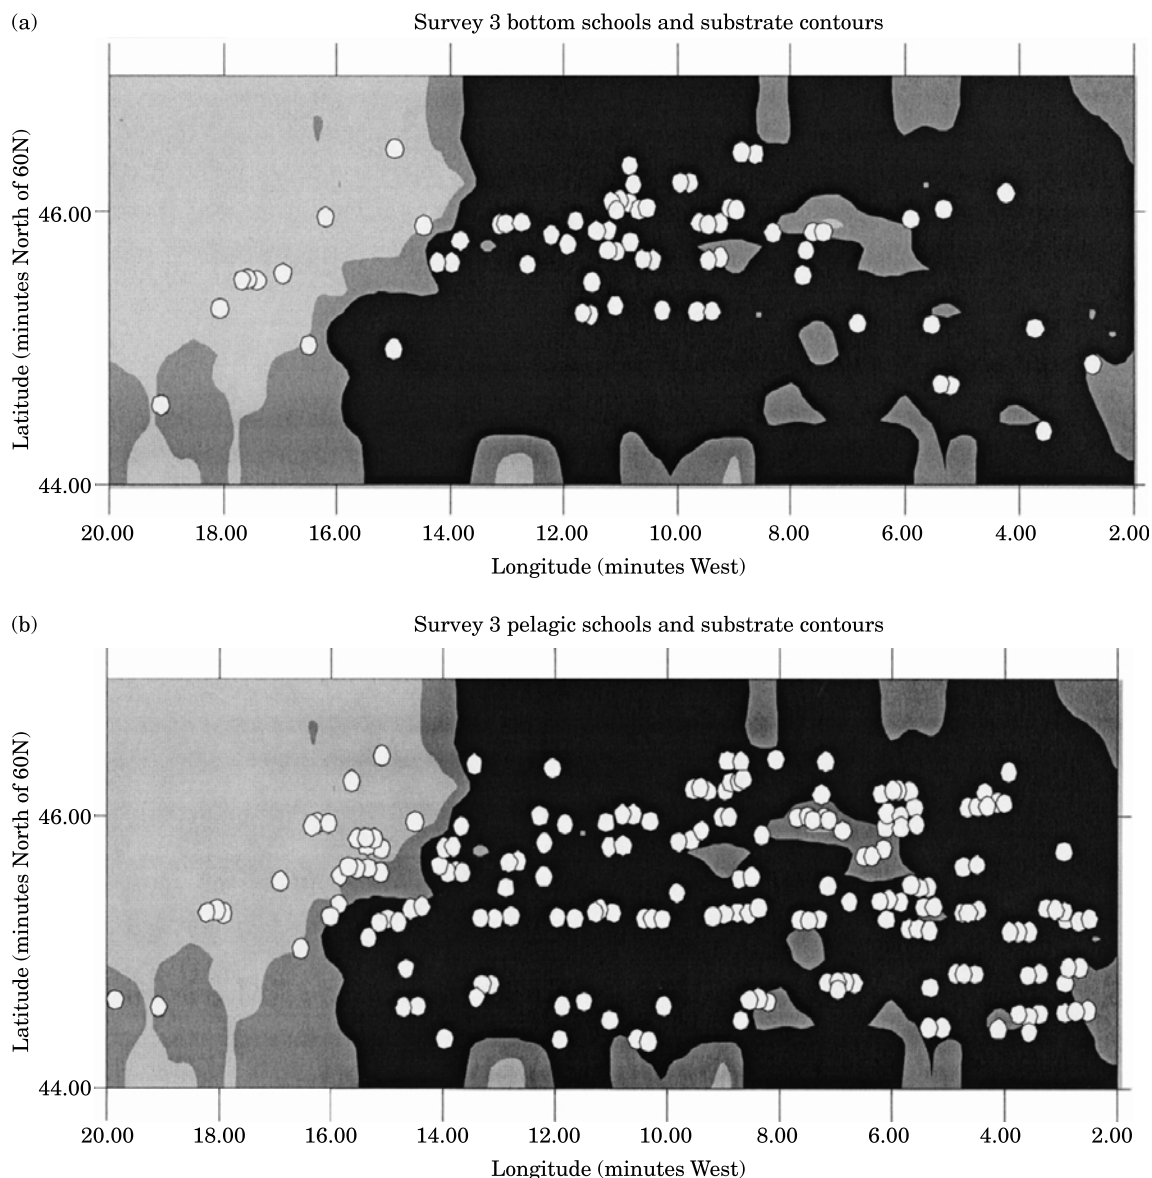 (a)
Survey 3 bottom schools and substrate contours
Latitude (minutes North of 60N)
46.00
44.00
20.00 18.00 16.00 14.00 12.00 10.00 8.00 6.00 4.00 2.00
Longitude (minutes West)
(b)
Survey 3 pelagic schools and substrate contours
Latitude (minutes North of 60N)
46.00
44.00
20.00 18.00 16.00 14.00 12.00 10.00 8.00 6.00 4.00 2.00
Longitude (minutes West)